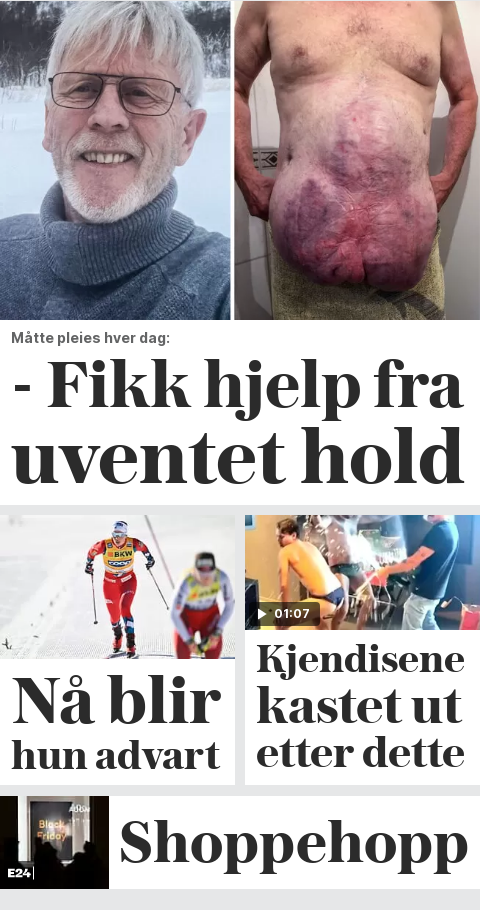 Måtte pleies hver dag:
- Fikk hjelp fra
uventet hold
BKW
01:07
Nå blir
hun advart
Kjendisene
kastet ut
etter dette
Black
Friday
E24
Shoppehopp